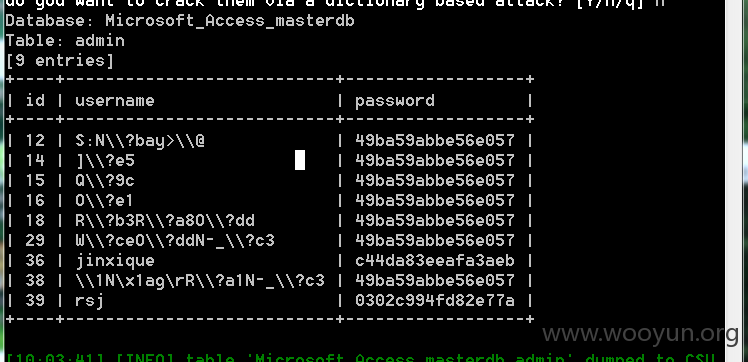 do you want to crack them via a dictionary based attack? [Y/n/q] n
Database: Microsoft_Access_masterdb
Table: admin
[9 entries]
+----+---------------------------+------------------+
| id | username | password |
+----+---------------------------+------------------+
| 12 | S:N\\?bay>\\@ | 49ba59abbe56e057 |
| 14 | ]\\?e5 | 49ba59abbe56e057 |
| 15 | Q\\?9c | 49ba59abbe56e057 |
| 16 | O\\?e1 | 49ba59abbe56e057 |
| 18 | R\\?b3R\\?a8O\\?dd | 49ba59abbe56e057 |
| 29 | W\\?ceO\\?ddN-_\\?c3 | 49ba59abbe56e057 |
| 36 | jinxique | c44da83eeafa3aeb |
| 38 | \\1N\x1ag\rR\\?a1N-_\\?c3 | 49ba59abbe56e057 |
| 39 | rsj | 0302c994fd82e77a |
+----+---------------------------+------------------+
www.wooyun.org
[10:03:41] [INFO] table 'Microsoft_Access_masterdb.admin' dumped to CSV